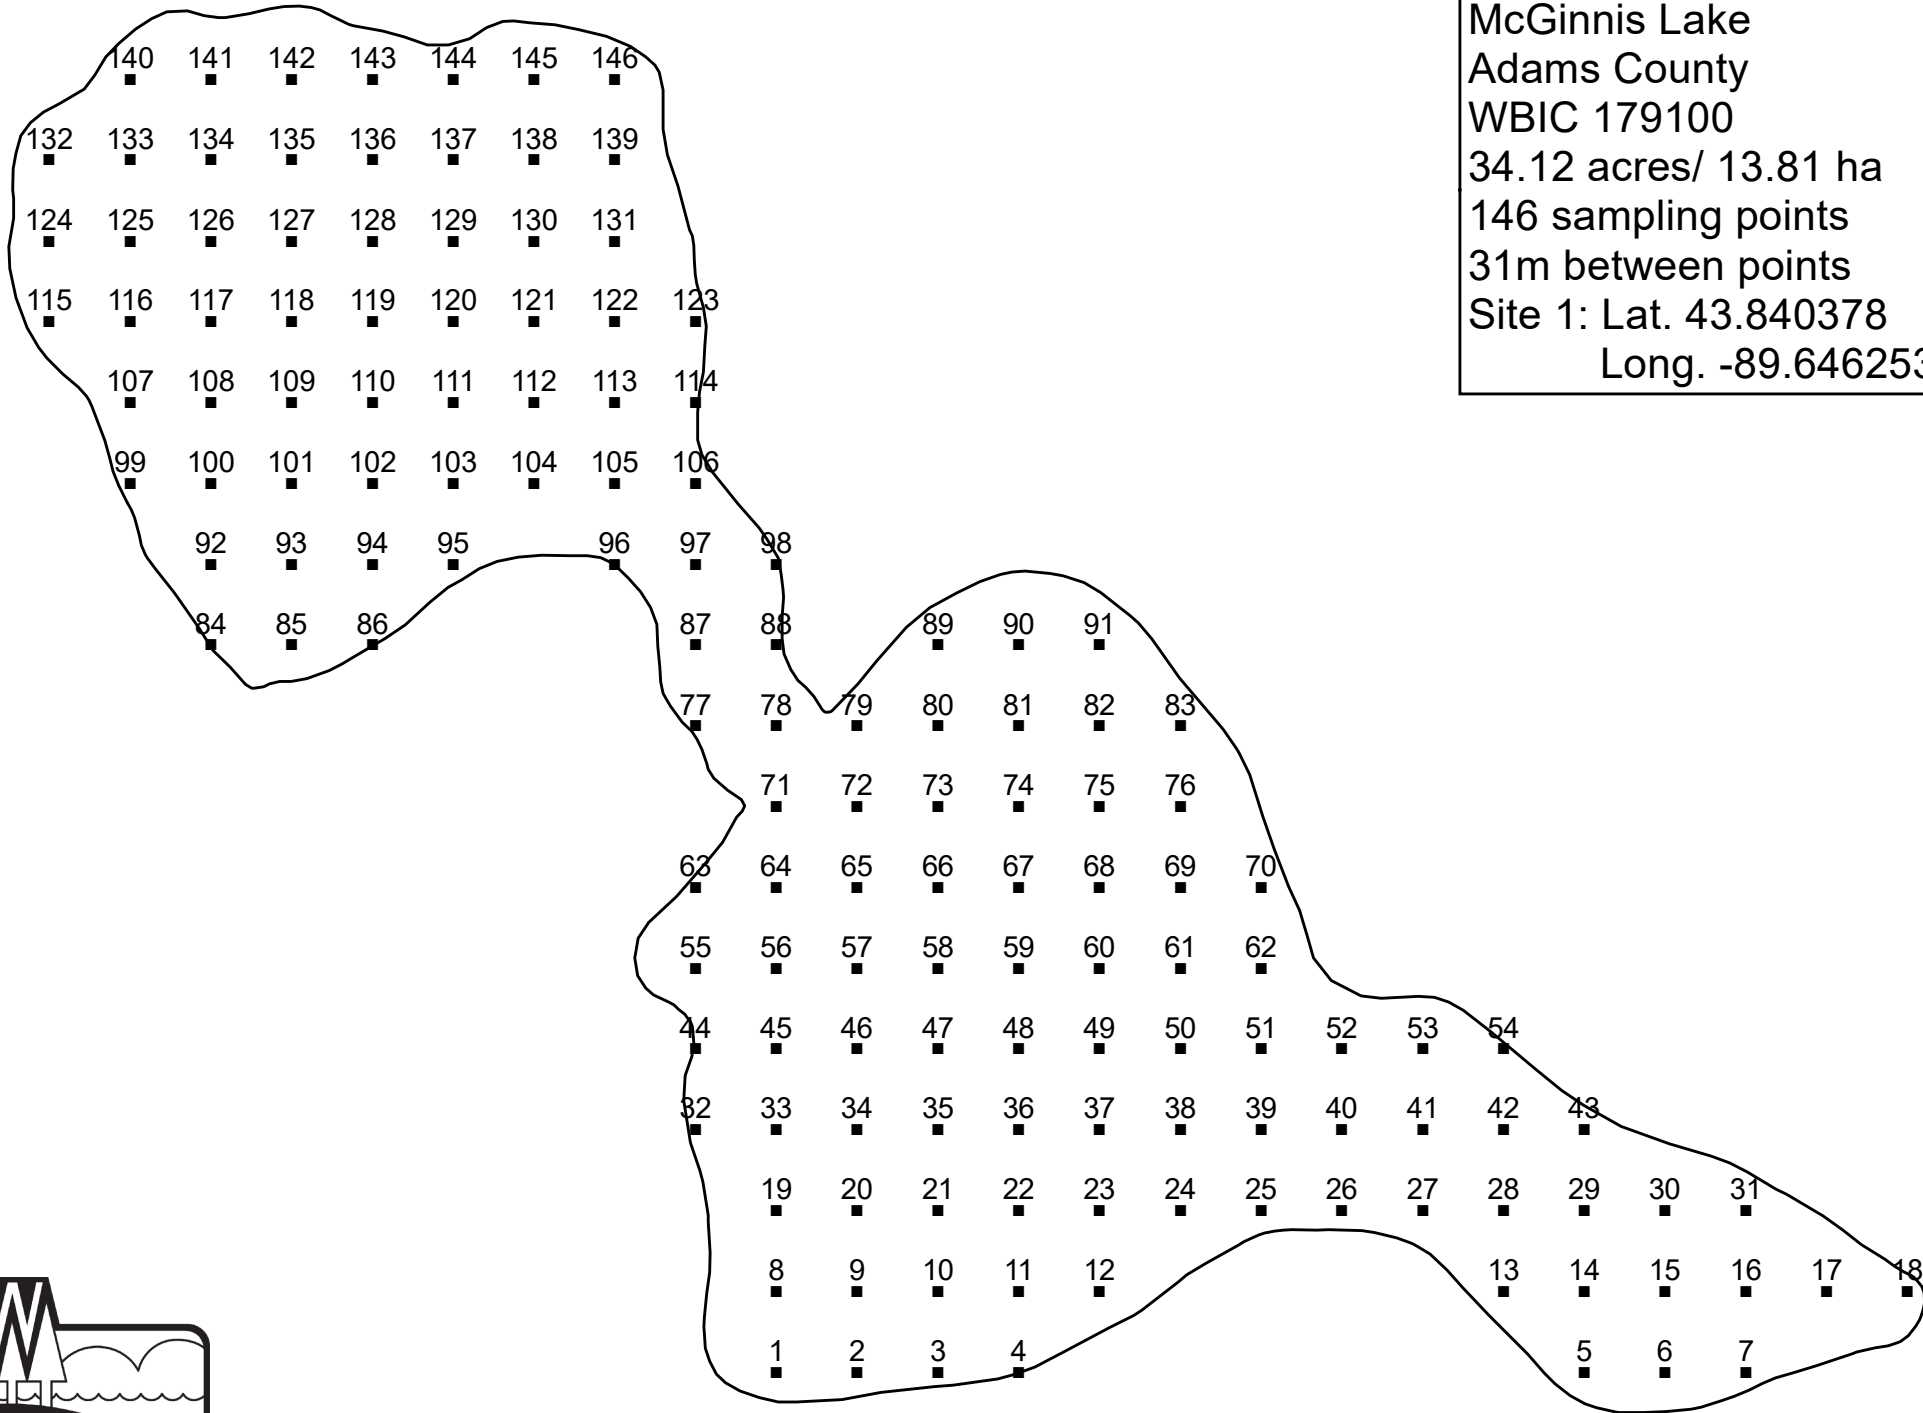 McGinnis Lake
Adams County
WBIC 179100
34.12 acres/ 13.81 ha
146 sampling points
31m between points
Site 1: Lat. 43.840378
Long. -89.646253
140 141 142 143 144 145 146
132 133 134 135 136 137 138 139
124 125 126 127 128 129 130 131
115 116 117 118 119 120 121 122 123
107 108 109 110 111 112 113 114
99 100 101 102 103 104 105 106
92 93 94 95 96 97 98
84 85 86 87 88 89 90 91
77 78 79 80 81 82 83
71 72 73 74 75 76
63 64 65 66 67 68 69 70
55 56 57 58 59 60 61 62
44 45 46 47 48 49 50 51 52 53 54
32 33 34 35 36 37 38 39 40 41 42 43
19 20 21 22 23 24 25 26 27 28 29 30 31
8 9 10 11 12 13 14 15 16 17 18
1 2 3 4 5 6 7